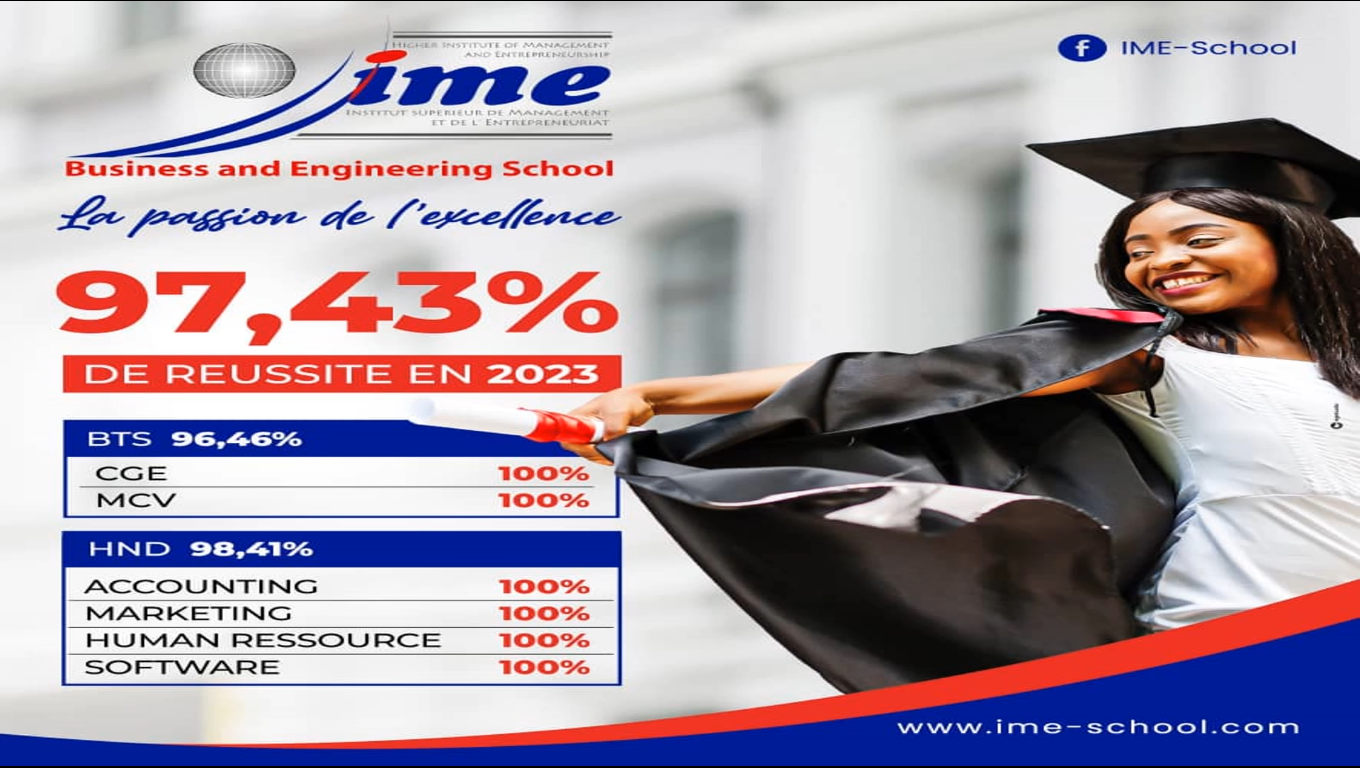 HIGHER INSTITUTE OF MANAGEMENT
AND ENTREPRENEURSHIP
ime
INSTITUT SUPERIEUR DE MANAGEMENT
ET DE L' ENTREPRENEURIAT
Business and Engineering School
La passion de l'excellence
f IME-School
97,43%
DE REUSSITE EN 2023
BTS 96,46%
CGE 100%
MCV 100%
HND 98,41%
ACCOUNTING 100%
MARKETING 100%
HUMAN RESSOURCE 100%
SOFTWARE 100%
www.ime-school.com